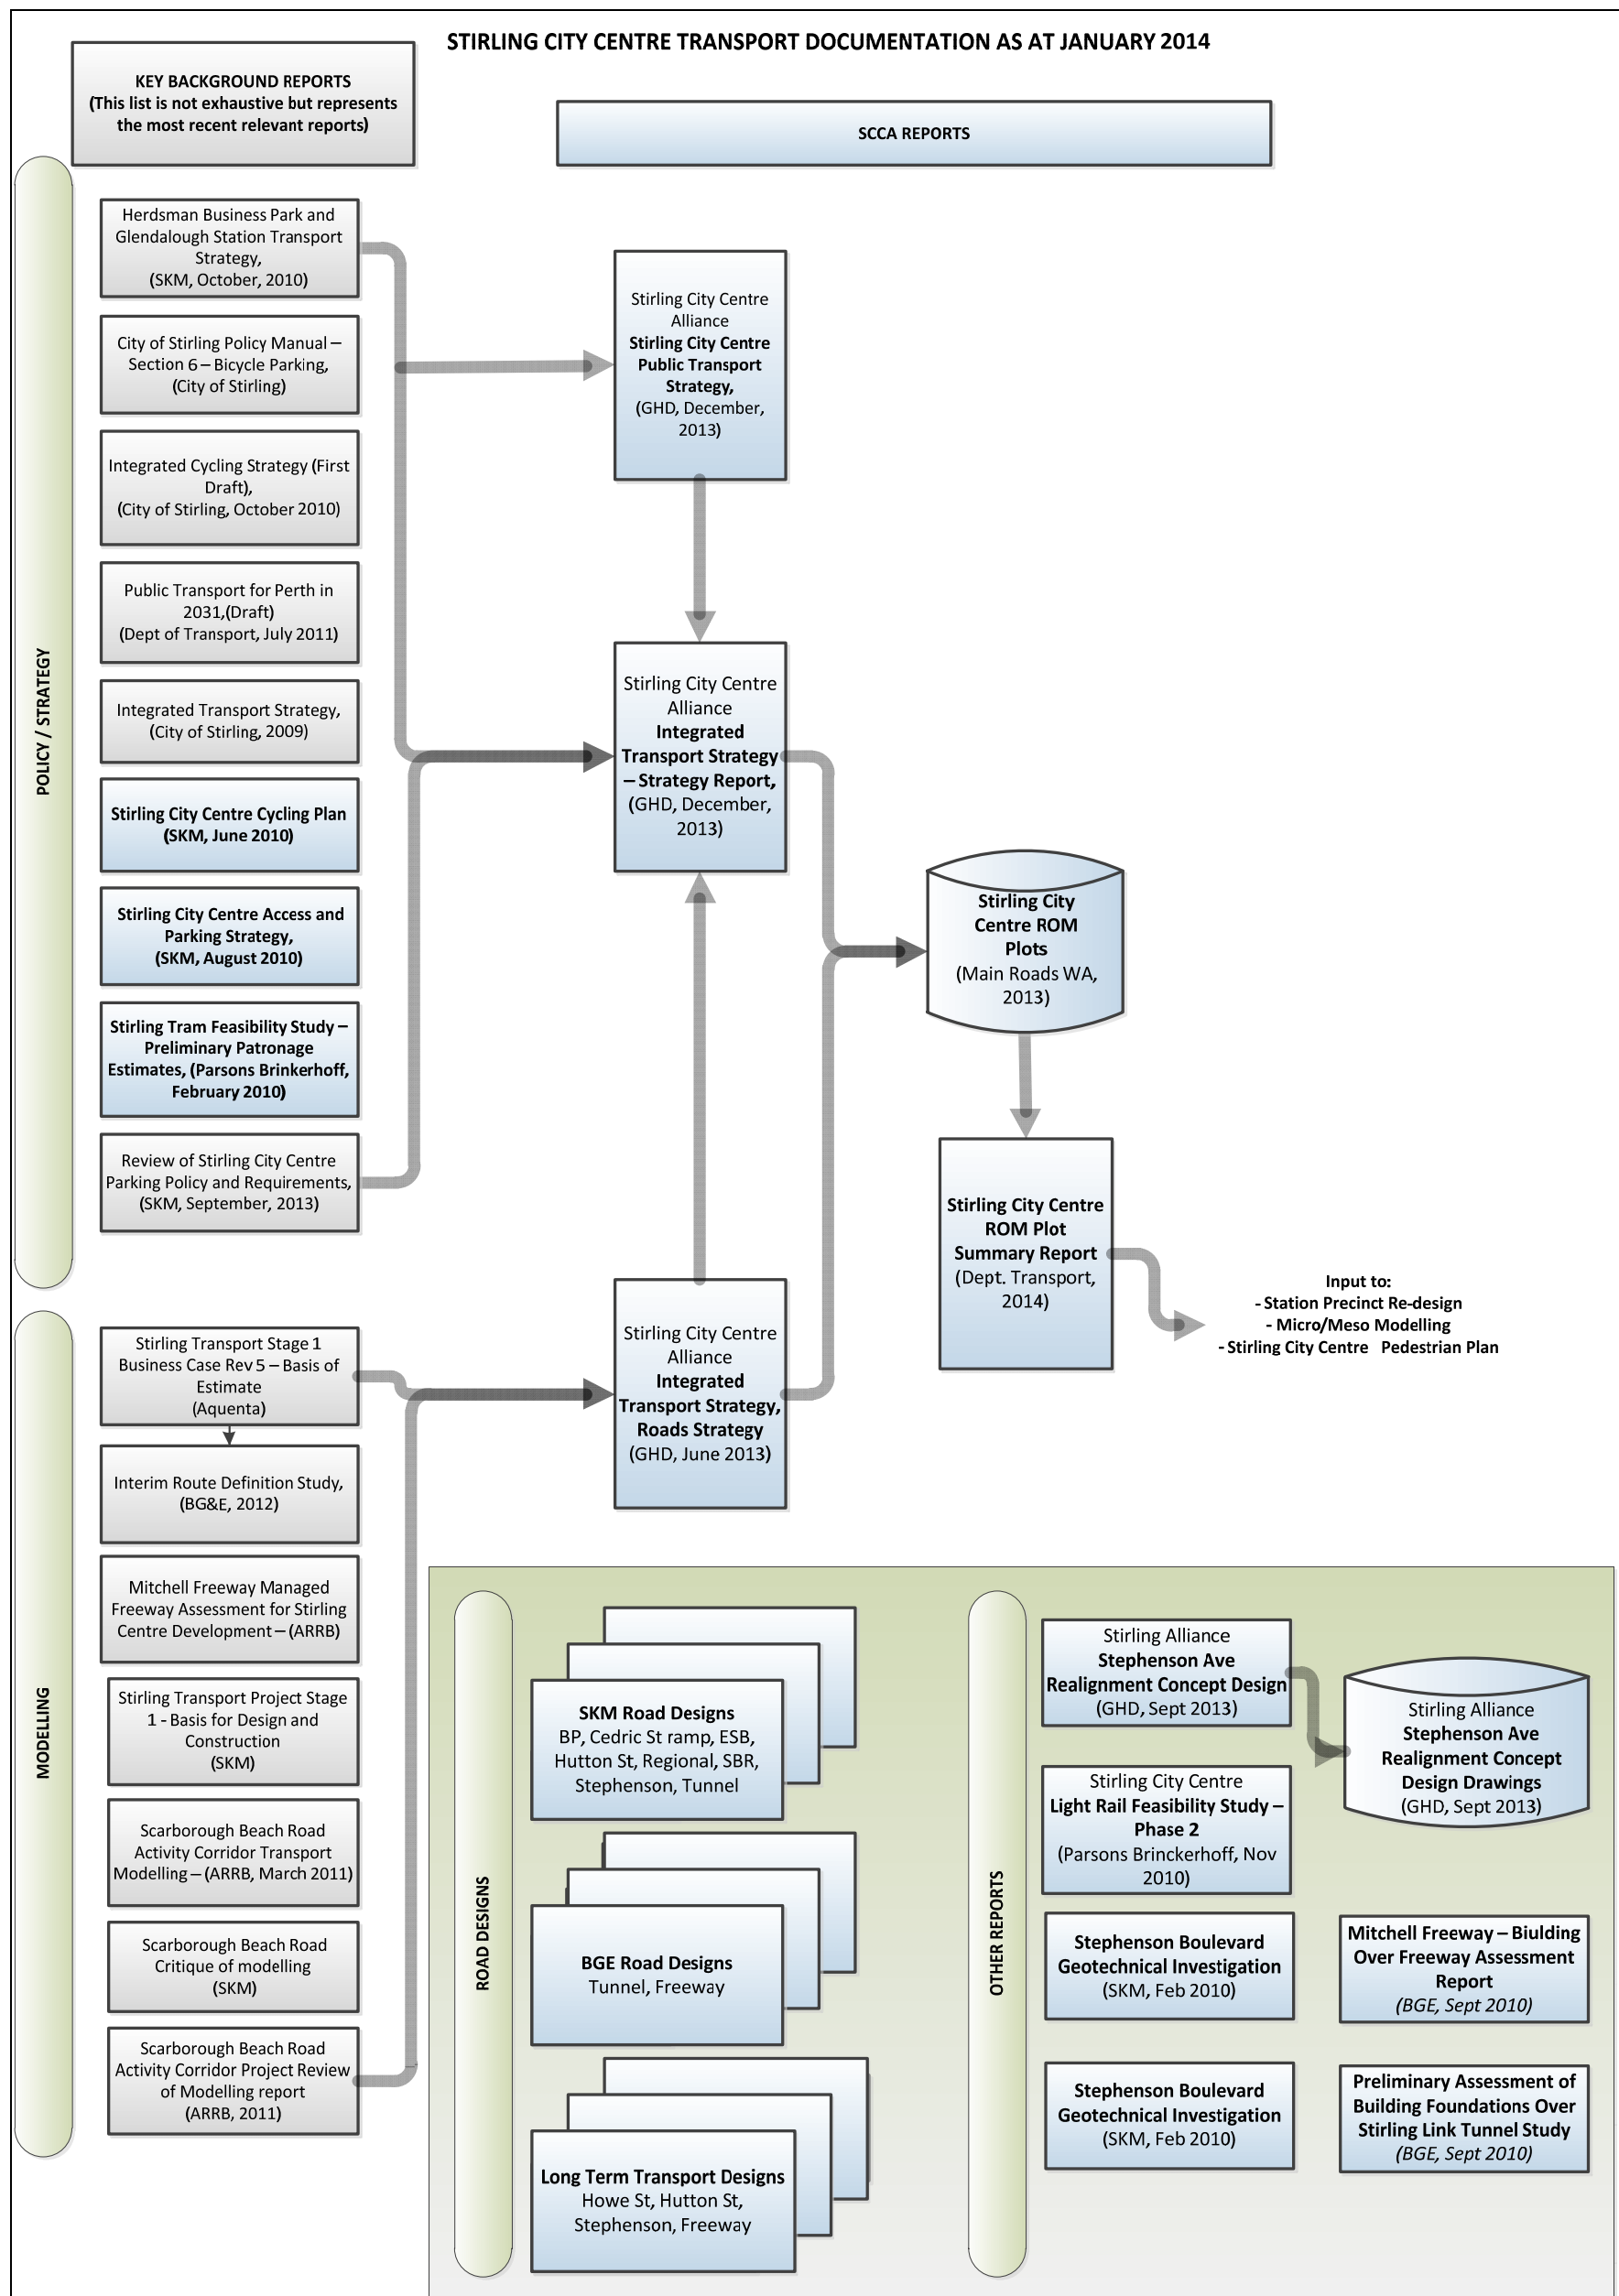 STIRLING CITY CENTRE TRANSPORT DOCUMENTATION AS AT JANUARY 2014
KEY BACKGROUND REPORTS
(This list is not exhaustive but represents
the most recent relevant reports)
SCCA REPORTS
POLICY / STRATEGY
Herdsman Business Park and
Glendalough Station Transport
Strategy,
(SKM, October, 2010)
City of Stirling Policy Manual –
Section 6 – Bicycle Parking,
(City of Stirling)
Integrated Cycling Strategy (First
Draft),
(City of Stirling, October 2010)
Public Transport for Perth in
2031,(Draft)
(Dept of Transport, July 2011)
Integrated Transport Strategy,
(City of Stirling, 2009)
Stirling City Centre Cycling Plan
(SKM, June 2010)
Stirling City Centre Access and
Parking Strategy,
(SKM, August 2010)
Stirling Tram Feasibility Study –
Preliminary Patronage
Estimates, (Parsons Brinkerhoff,
February 2010)
Review of Stirling City Centre
Parking Policy and Requirements,
(SKM, September, 2013)
Stirling City Centre
Alliance
Stirling City Centre
Public Transport
Strategy,
(GHD, December,
2013)
Stirling City Centre
Alliance
Integrated
Transport Strategy
– Strategy Report,
(GHD, December,
2013)
Stirling City
Centre ROM
Plots
(Main Roads WA,
2013)
Stirling City Centre
ROM Plot
Summary Report
(Dept. Transport,
2014)
Input to:
- Station Precinct Re-design
- Micro/Meso Modelling
- Stirling City Centre Pedestrian Plan
MODELLING
Stirling Transport Stage 1
Business Case Rev 5 – Basis of
Estimate
(Aquenta)
Interim Route Definition Study,
(BG&E, 2012)
Mitchell Freeway Managed
Freeway Assessment for Stirling
Centre Development – (ARRB)
Stirling Transport Project Stage
1 - Basis for Design and
Construction
(SKM)
Scarborough Beach Road
Activity Corridor Transport
Modelling – (ARRB, March 2011)
Scarborough Beach Road
Critique of modelling
(SKM)
Scarborough Beach Road
Activity Corridor Project Review
of Modelling report
(ARRB, 2011)
Stirling City Centre
Alliance
Integrated
Transport Strategy,
Roads Strategy
(GHD, June 2013)
ROAD DESIGNS
SKM Road Designs
BP, Cedric St ramp, ESB,
Hutton St, Regional, SBR,
Stephenson, Tunnel
BGE Road Designs
Tunnel, Freeway
Long Term Transport Designs
Howe St, Hutton St,
Stephenson, Freeway
OTHER REPORTS
Stirling Alliance
Stephenson Ave
Realignment Concept Design
(GHD, Sept 2013)
Stirling Alliance
Stephenson Ave
Realignment Concept
Design Drawings
(GHD, Sept 2013)
Stirling City Centre
Light Rail Feasibility Study –
Phase 2
(Parsons Brinckerhoff, Nov
2010)
Stephenson Boulevard
Geotechnical Investigation
(SKM, Feb 2010)
Mitchell Freeway – Biulding
Over Freeway Assessment
Report
(BGE, Sept 2010)
Stephenson Boulevard
Geotechnical Investigation
(SKM, Feb 2010)
Preliminary Assessment of
Building Foundations Over
Stirling Link Tunnel Study
(BGE, Sept 2010)